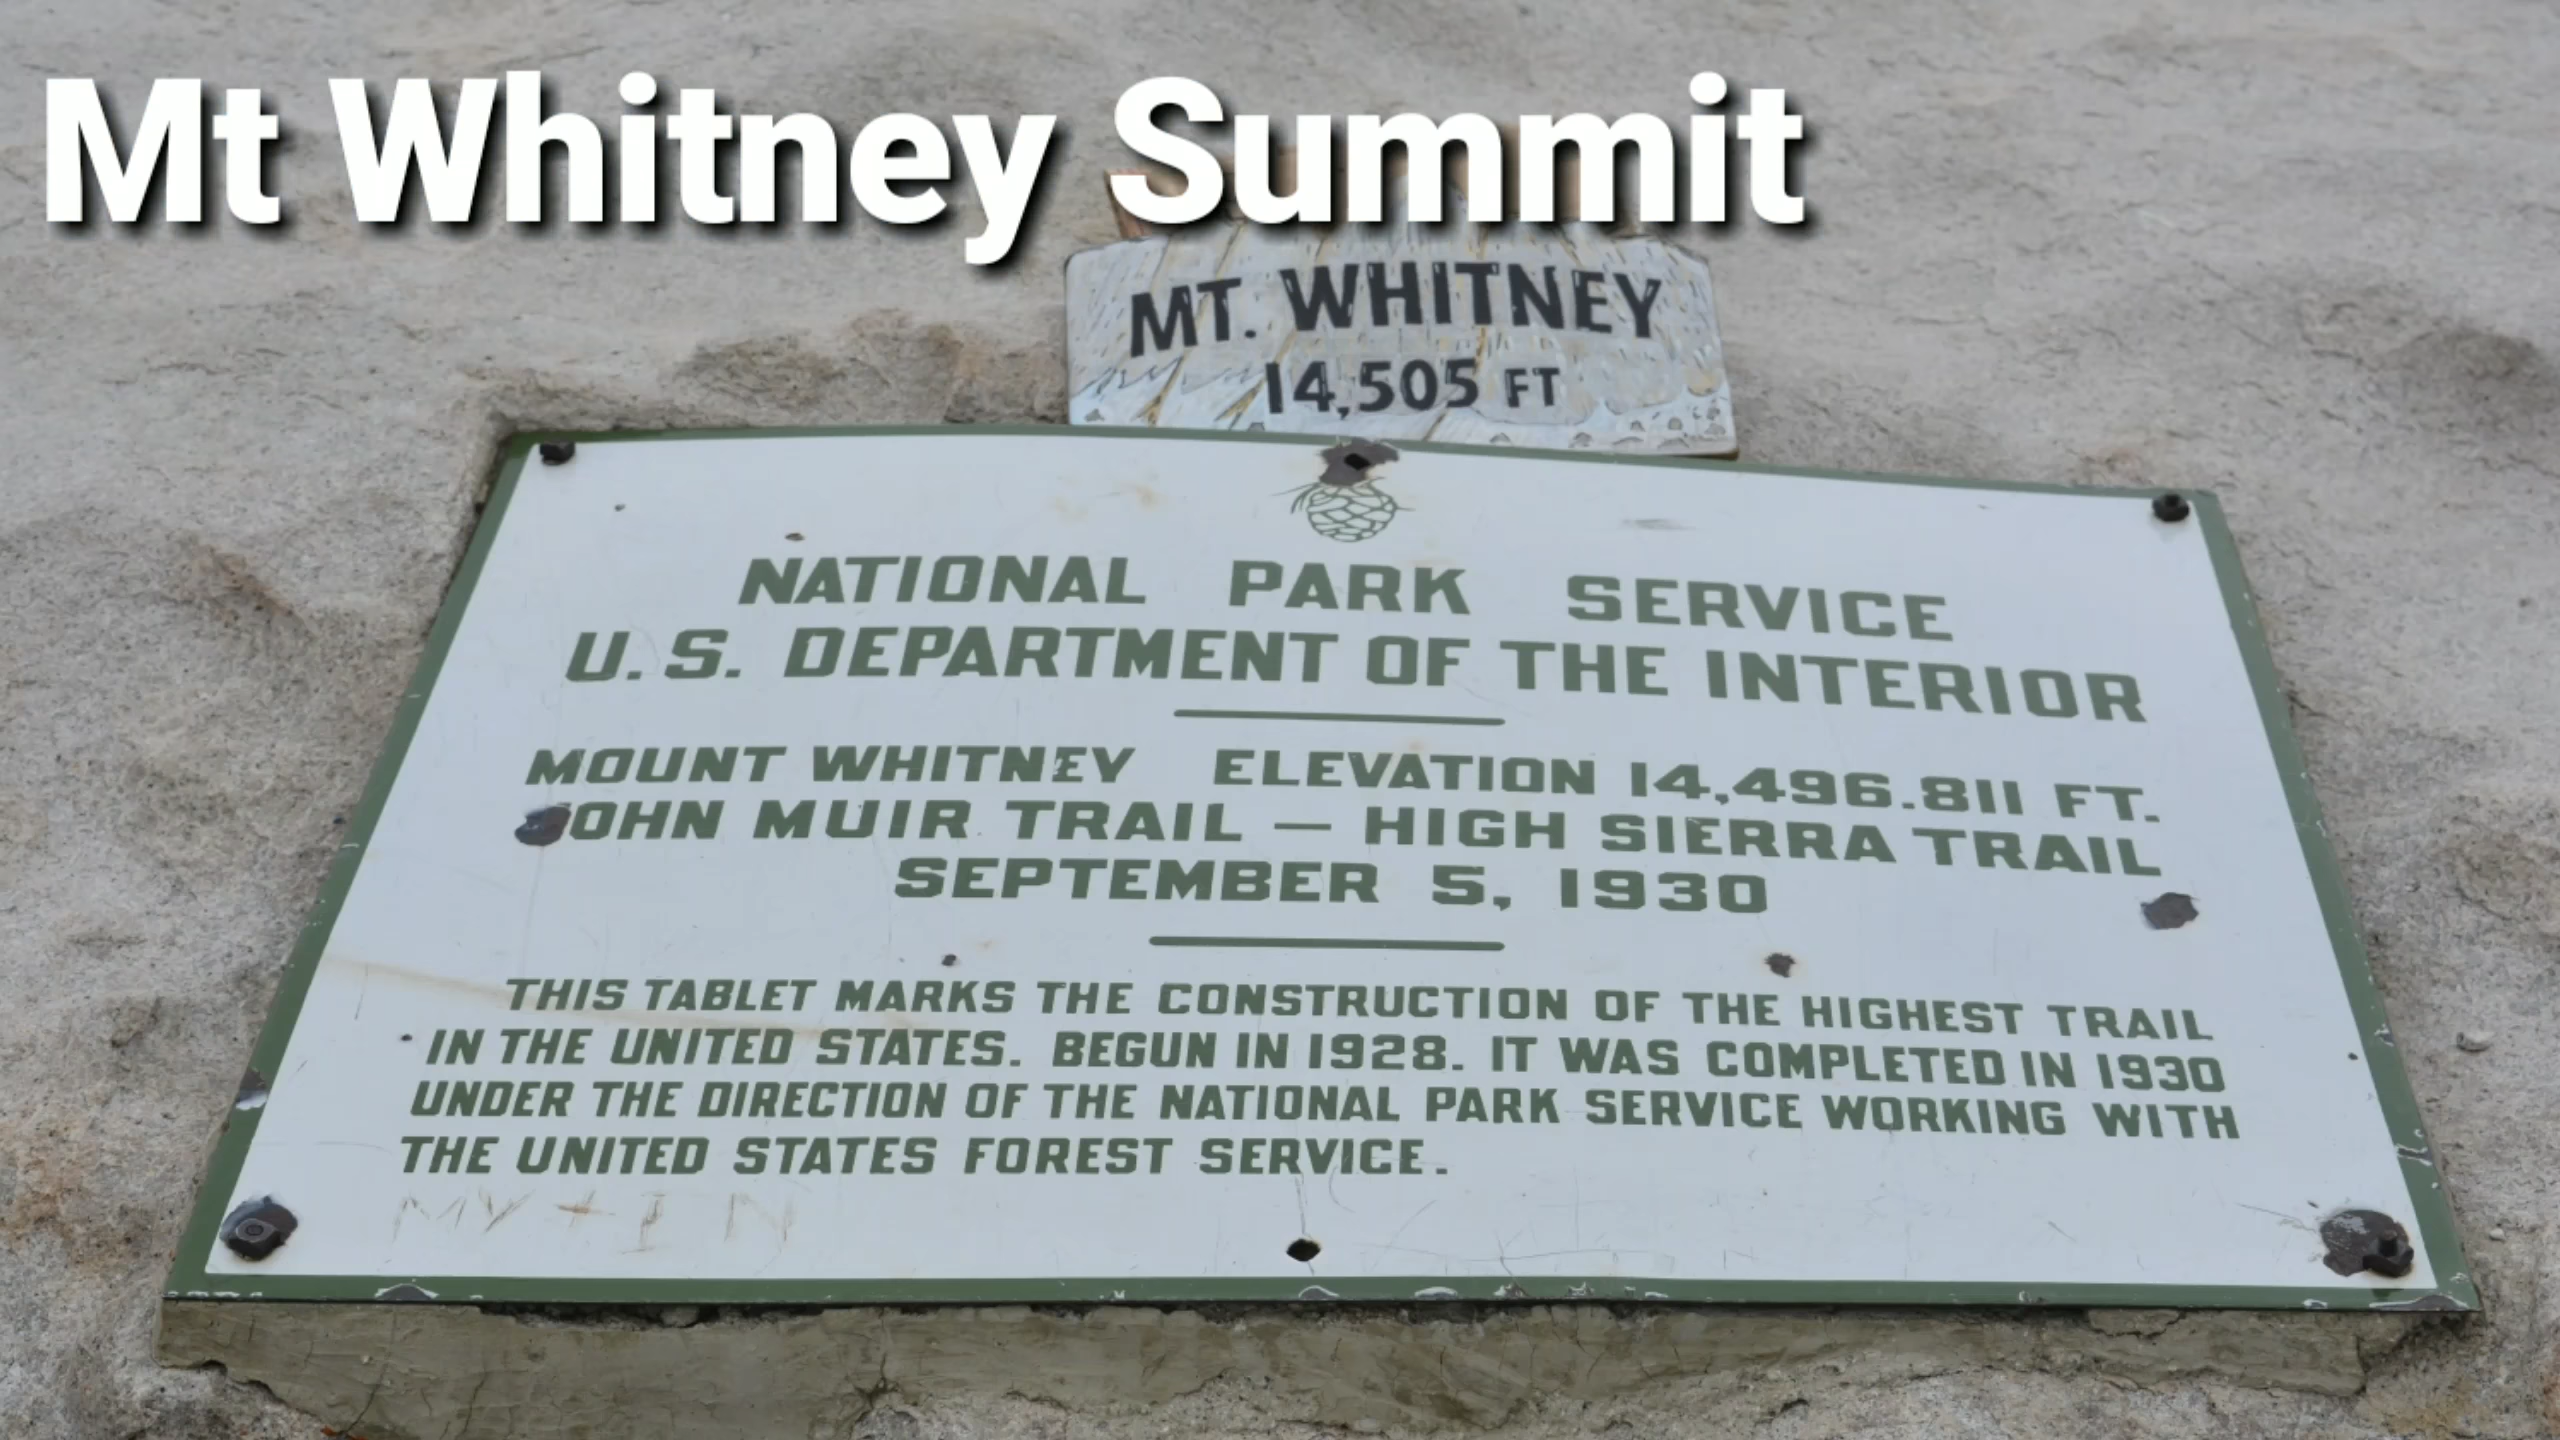 Mt Whitney Summit
MT. WHITNEY
14,505 FT
NATIONAL PARK SERVICE
U.S. DEPARTMENT OF THE INTERIOR
MOUNT WHITNEY ELEVATION 14,496.811 FT.
JOHN MUIR TRAIL — HIGH SIERRA TRAIL
SEPTEMBER 5, 1930
THIS TABLET MARKS THE CONSTRUCTION OF THE HIGHEST TRAIL
IN THE UNITED STATES. BEGUN IN 1928. IT WAS COMPLETED IN 1930
UNDER THE DIRECTION OF THE NATIONAL PARK SERVICE WORKING WITH
THE UNITED STATES FOREST SERVICE.